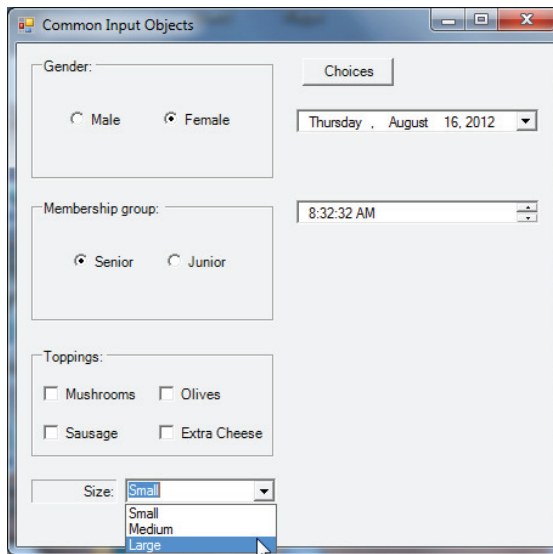 Common Input Objects
Gender:
Male Female
Choices
Thursday , August 16, 2012
Membership group:
Senior Junior
8:32:32 AM
Toppings:
Mushrooms Olives
Sausage Extra Cheese
Size: Small
Small
Medium
Large